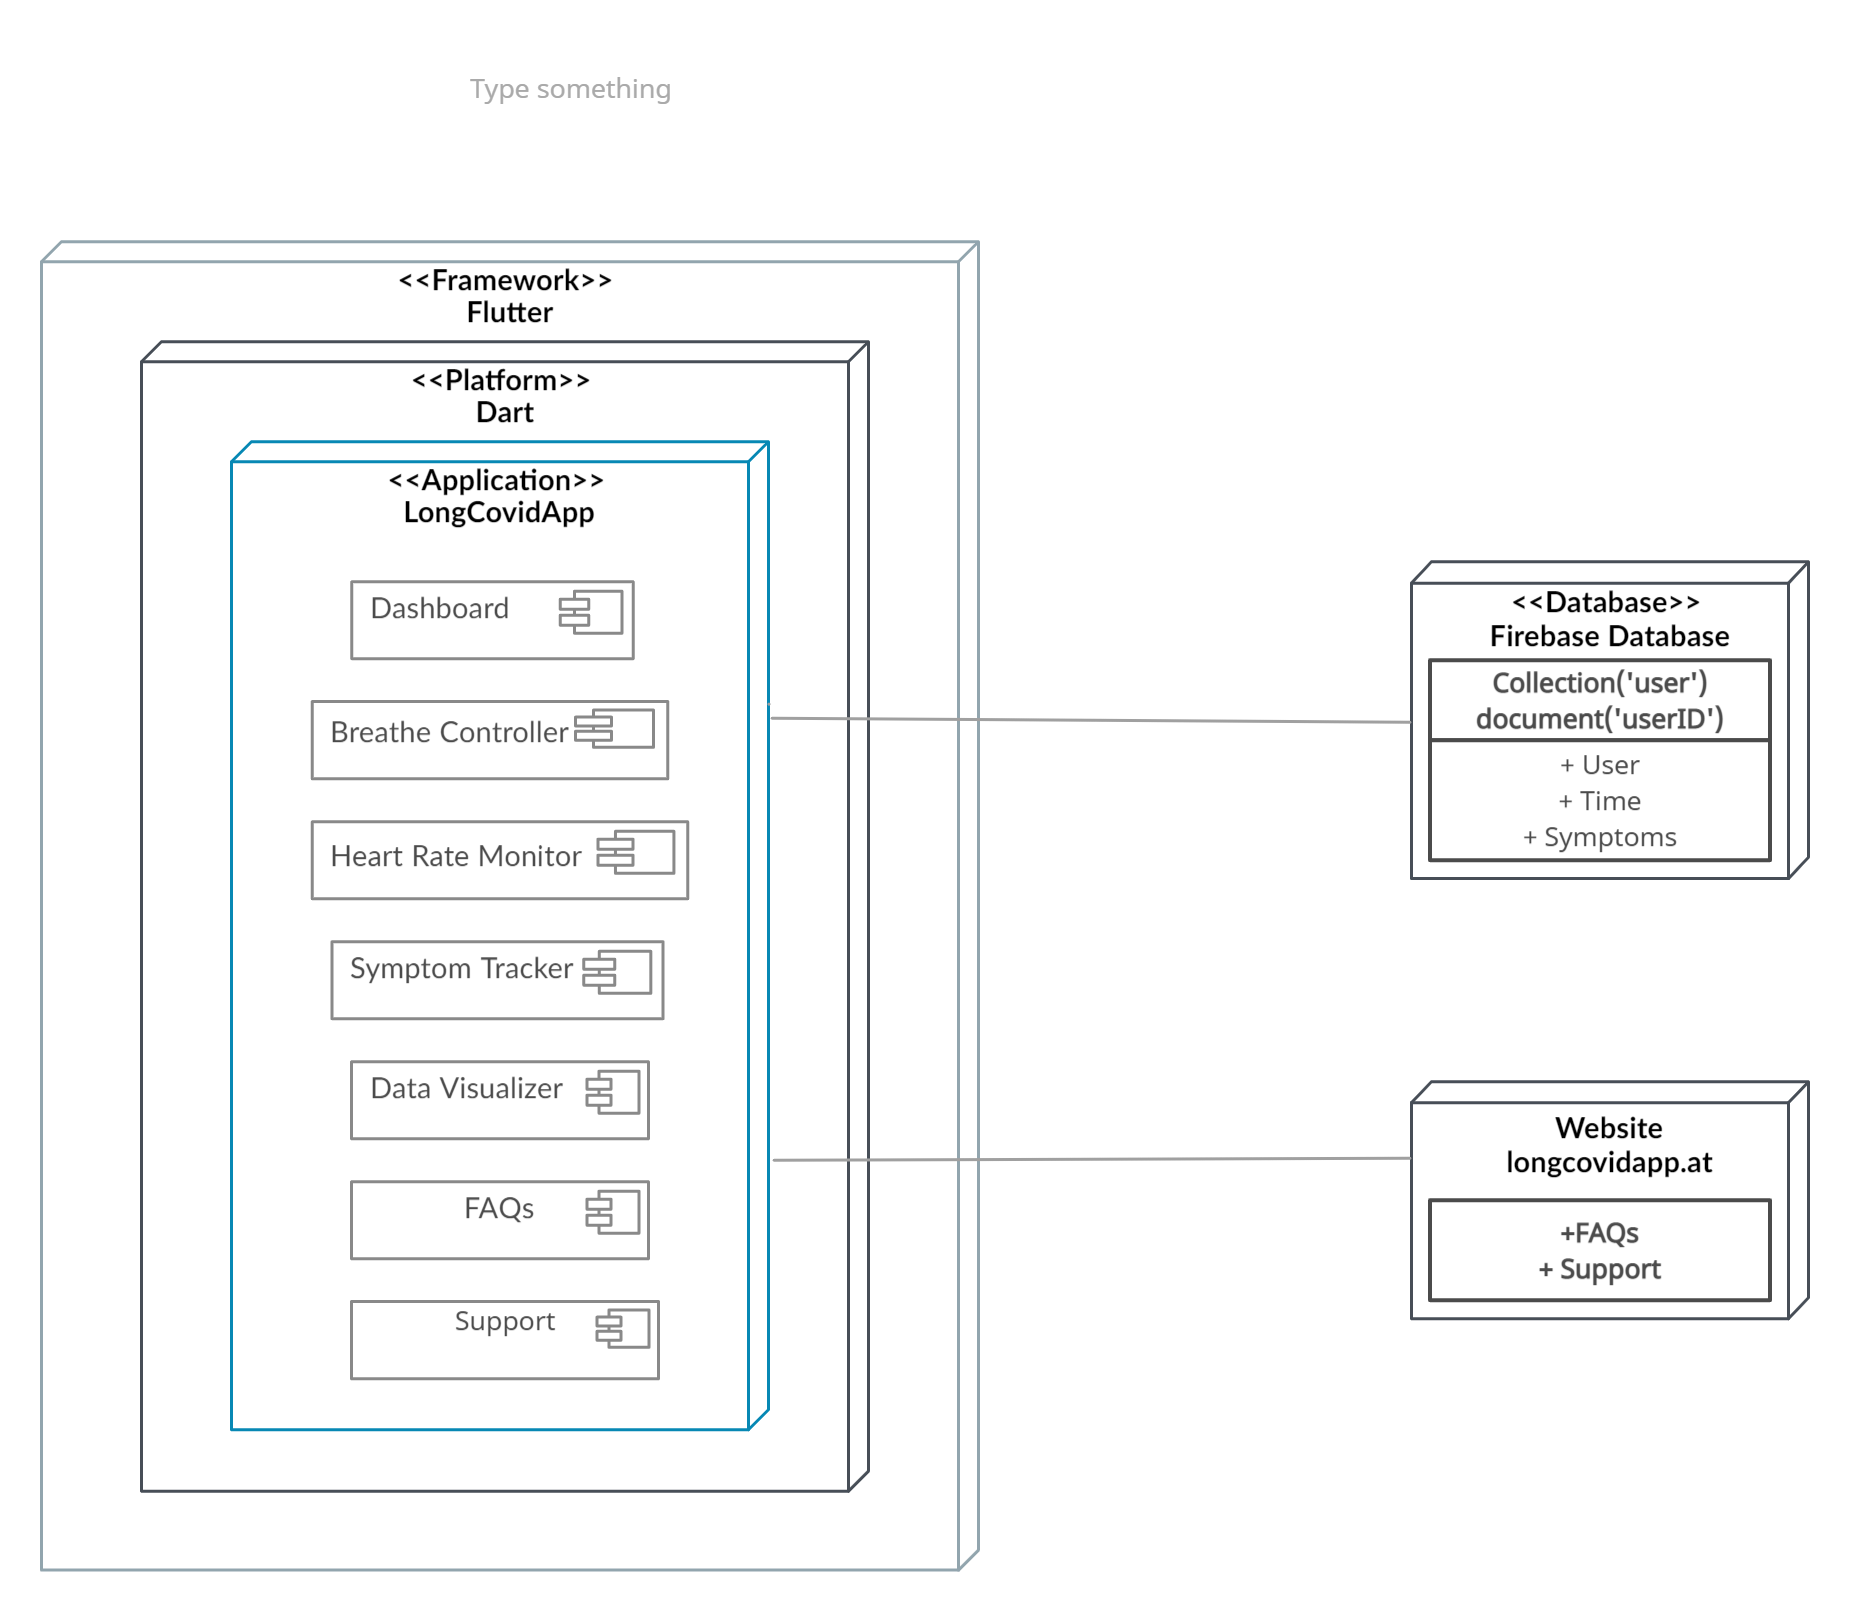 Type something
<<Framework>>
Flutter
<<Platform>>
Dart
<<Application>>
LongCovidApp
Dashboard
Breathe Controller
Heart Rate Monitor
Symptom Tracker
Data Visualizer
FAQs
Support
<<Database>>
Firebase Database
Collection('user')
document('userID')
+ User
+ Time
+ Symptoms
Website
longcovidapp.at
+FAQs
+ Support